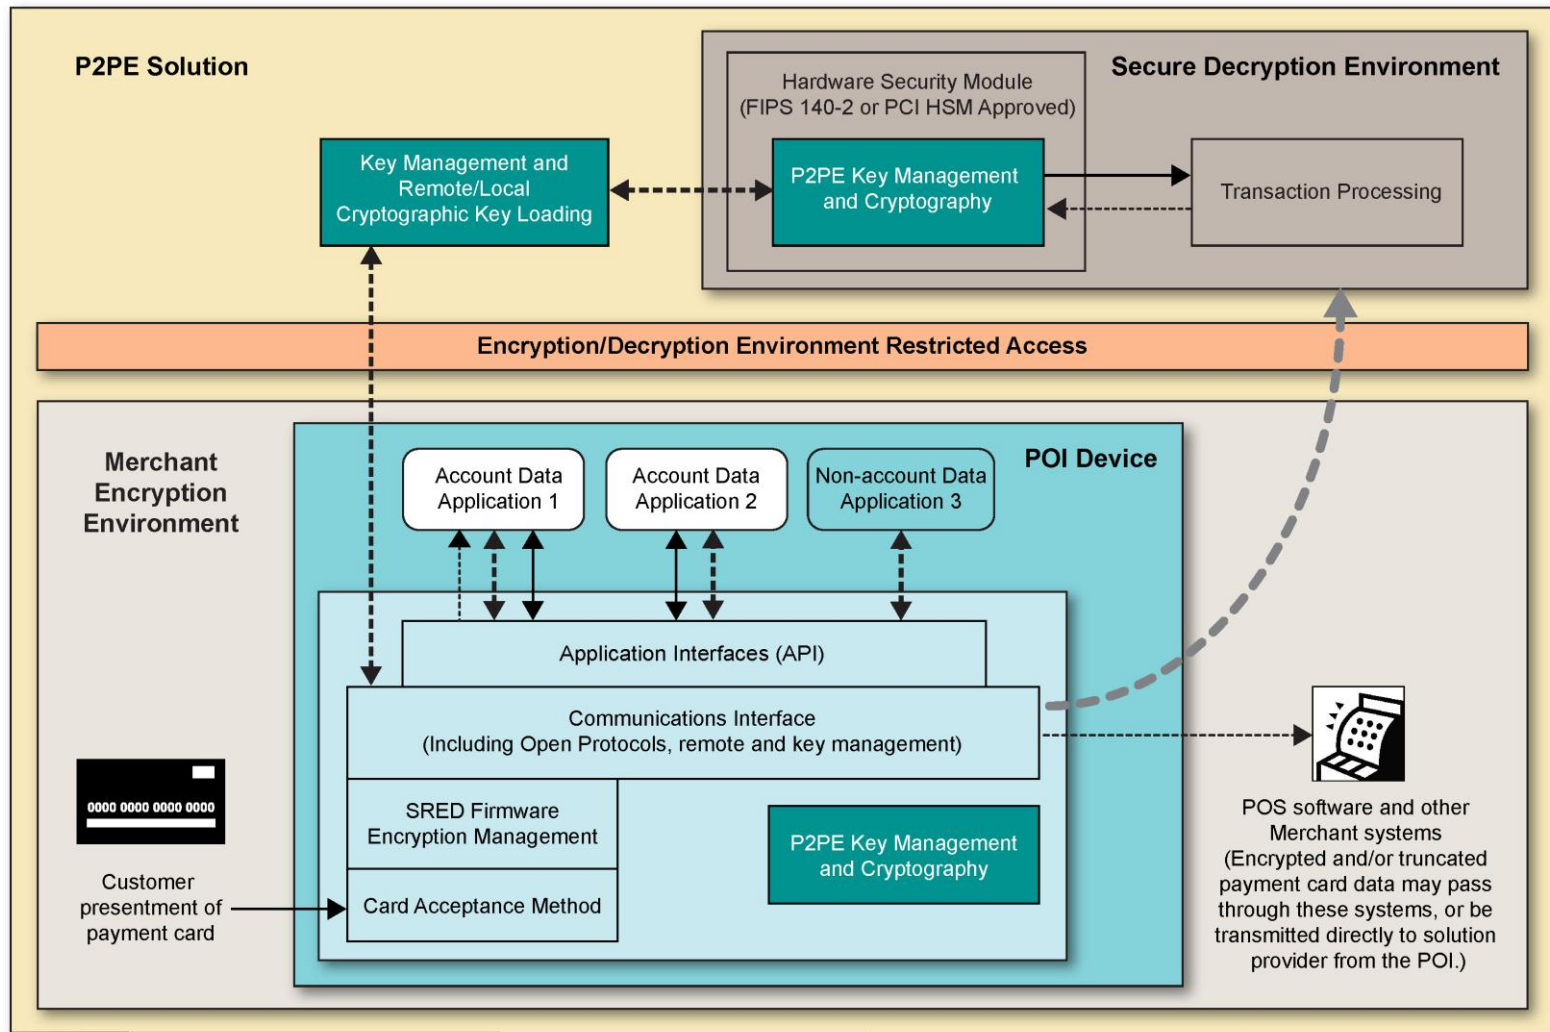 P2PE Solution
Secure Decryption Environment
Hardware Security Module
(FIPS 140-2 or PCI HSM Approved)
Key Management and
Remote/Local
Cryptographic Key Loading
P2PE Key Management
and Cryptography
Transaction Processing
Encryption/Decryption Environment Restricted Access
Merchant
Encryption
Environment
POI Device
Account Data
Application 1
Account Data
Application 2
Non-account Data
Application 3
Application Interfaces (API)
Communications Interface
(Including Open Protocols, remote and key management)
SRED Firmware
Encryption Management
Card Acceptance Method
P2PE Key Management
and Cryptography
0000 0000 0000 0000
Customer
presentment of
payment card
POS software and other
Merchant systems
(Encrypted and/or truncated
payment card data may pass
through these systems, or be
transmitted directly to solution
provider from the POI.)